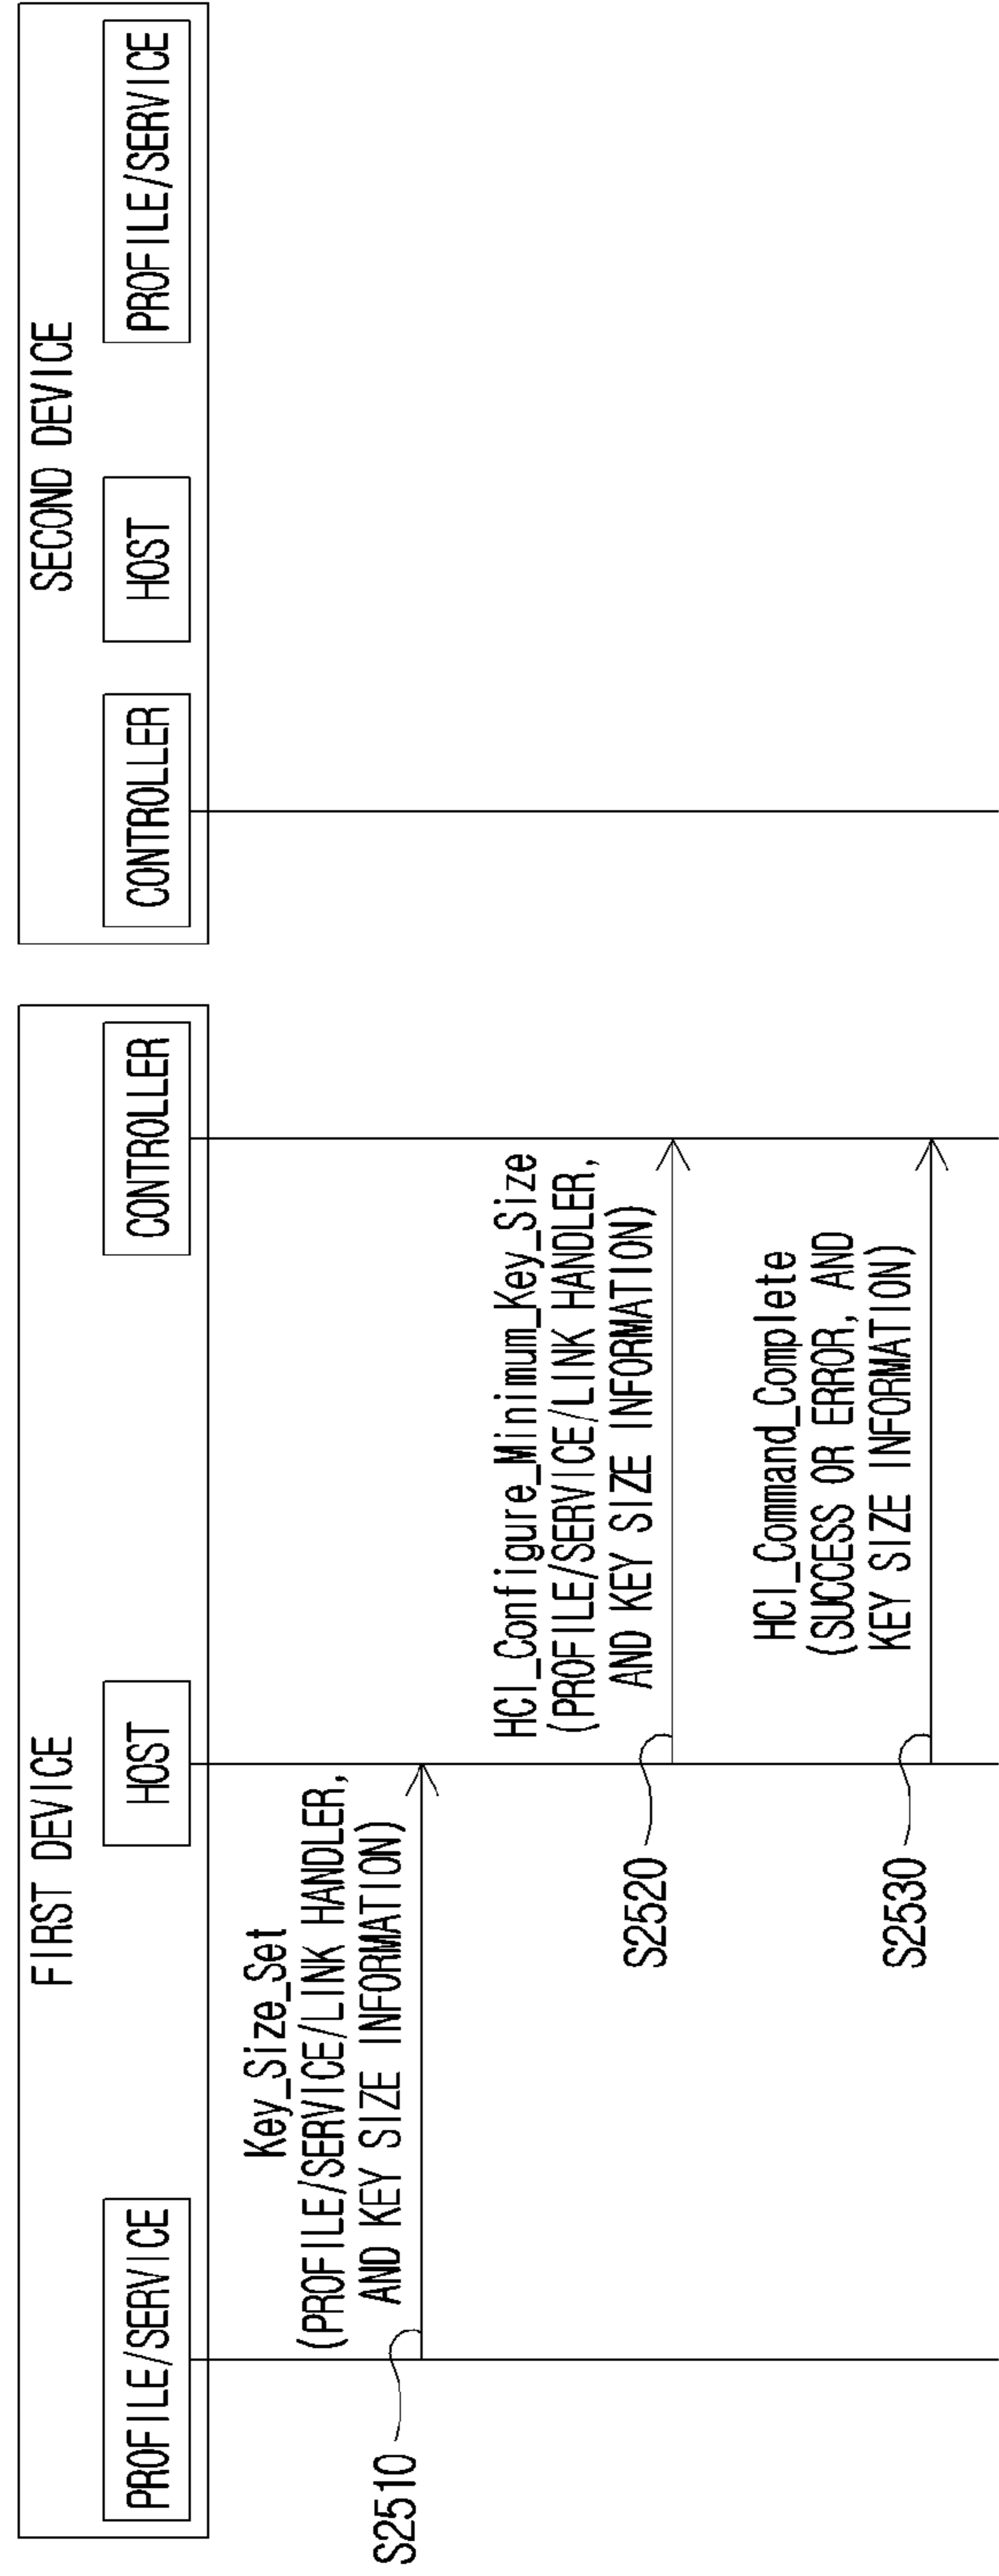 FIRST DEVICE
PROFILE/SERVICE
HOST
CONTROLLER
SECOND DEVICE
CONTROLLER
HOST
PROFILE/SERVICE
Key_Size_Set
(PROFILE/SERVICE/LINK HANDLER,
AND KEY SIZE INFORMATION)
S2510
HCI_Configure_Minimum_Key_Size
(PROFILE/SERVICE/LINK HANDLER,
AND KEY SIZE INFORMATION)
S2520
HCI_Command_Complete
(SUCCESS OR ERROR, AND
KEY SIZE INFORMATION)
S2530